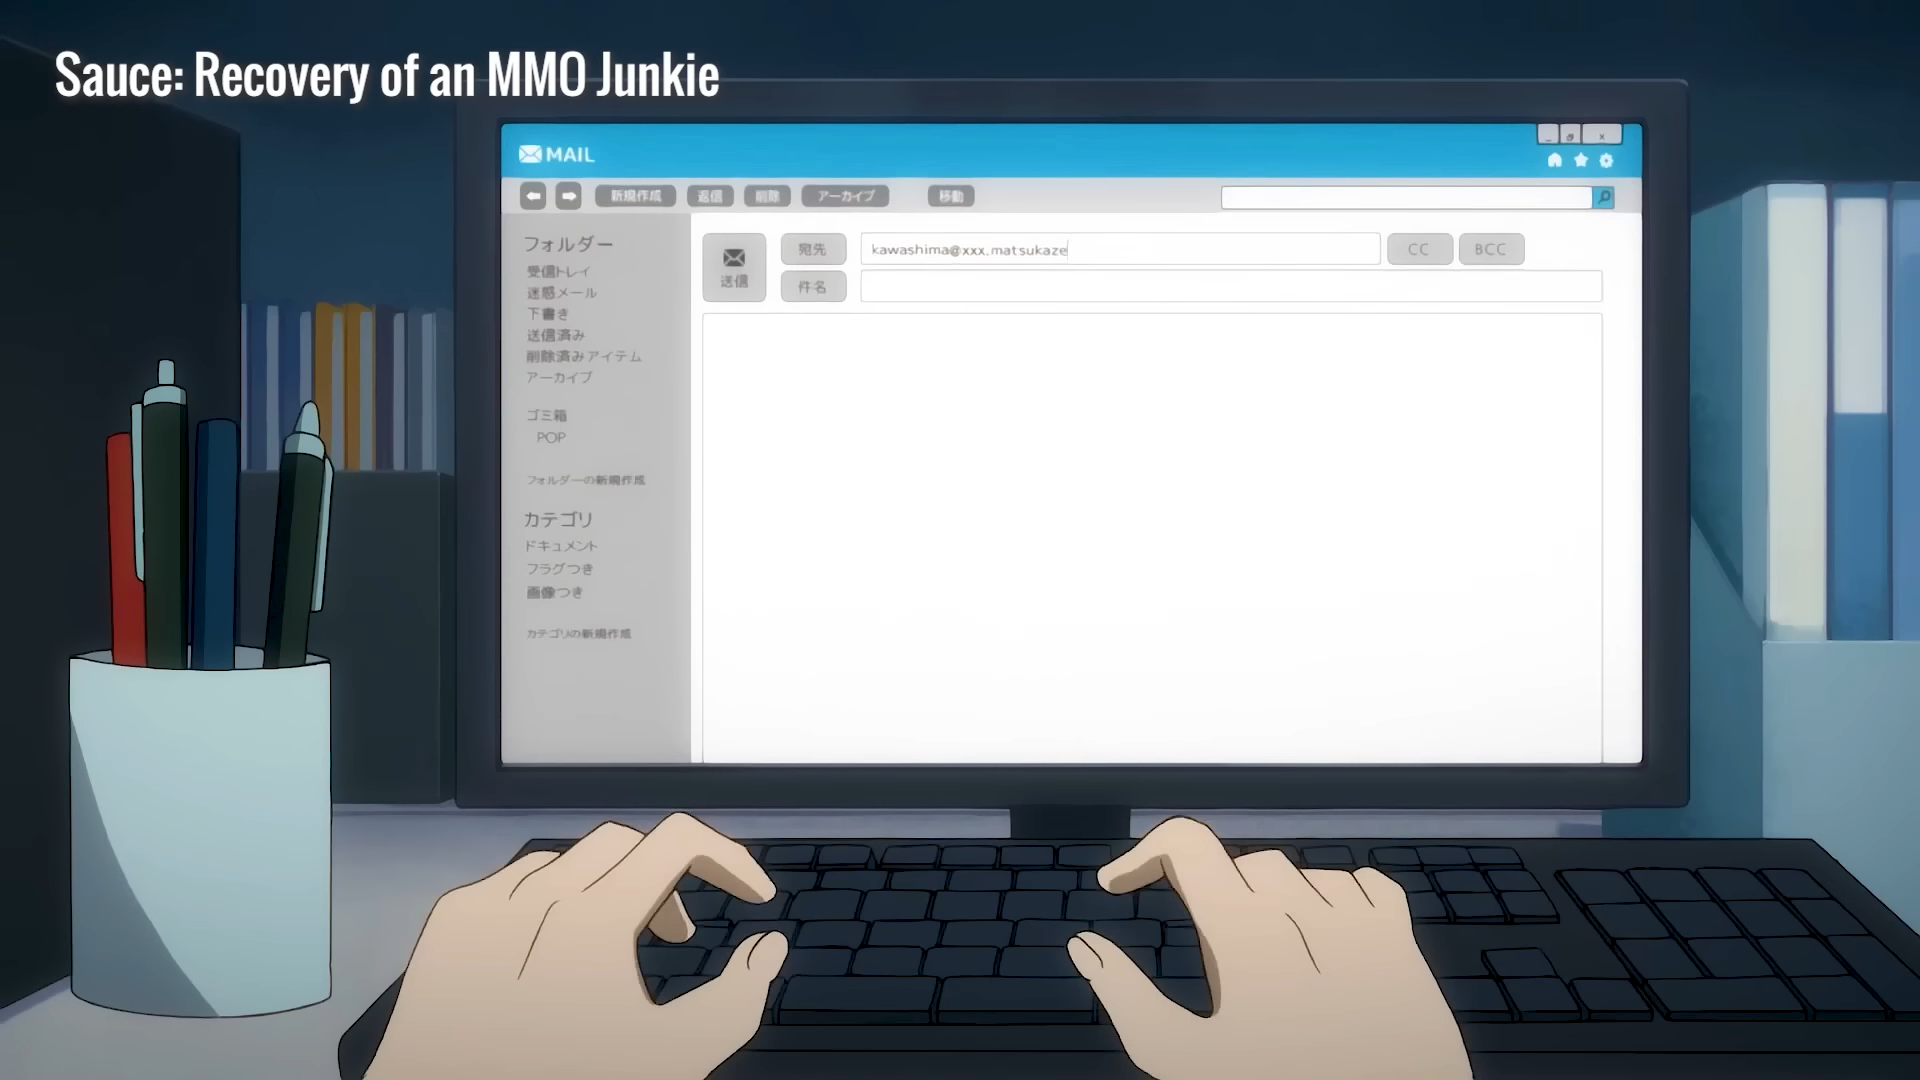 Sauce: Recovery of an MMO Junkie
MAIL
新規作成 返信 削除 アーカイブ 移動
フォルダー
受信トレイ
迷惑メール
下書き
送信済み
削除済みアイテム
アーカイブ
ゴミ箱
POP
フォルダーの新規作成
カテゴリ
ドキュメント
フラグつき
画像つき
カテゴリの新規作成
送信
宛先 kawashima@xxx.matsukaze CC BCC
件名